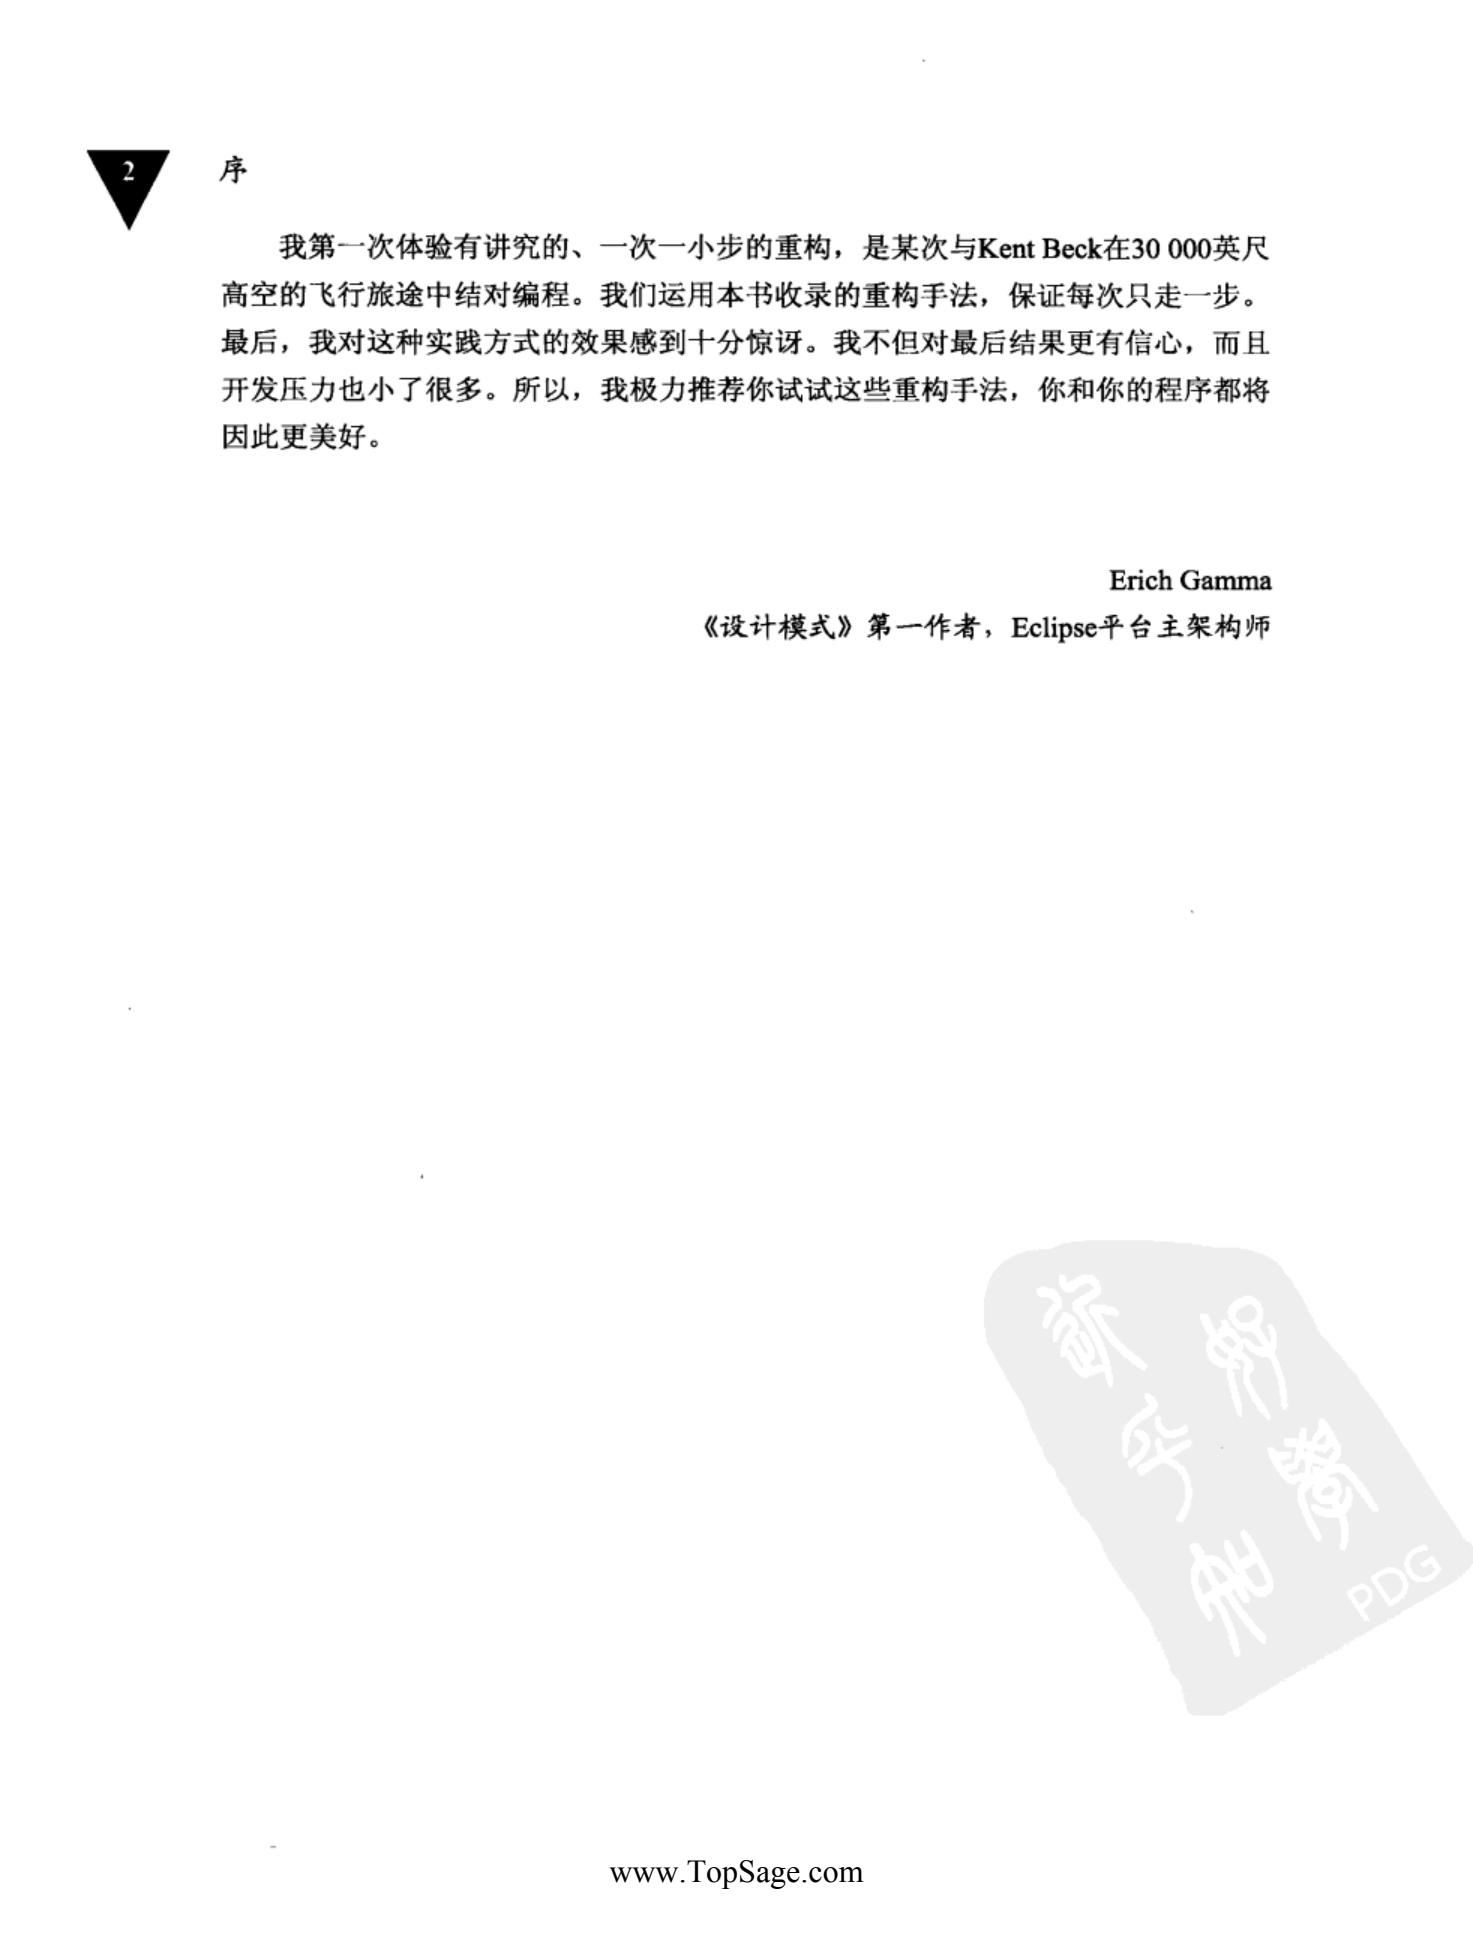 2
序
我第一次体验有讲究的、一次一小步的重构，是某次与Kent Beck在30 000英尺
高空的飞行旅途中结对编程。我们运用本书收录的重构手法，保证每次只走一步。
最后，我对这种实践方式的效果感到十分惊讶。我不但对最后结果更有信心，而且
开发压力也小了很多。所以，我极力推荐你试试这些重构手法，你和你的程序都将
因此更美好。
Erich Gamma
《设计模式》第一作者，Eclipse平台主架构师
PDG
www.TopSage.com